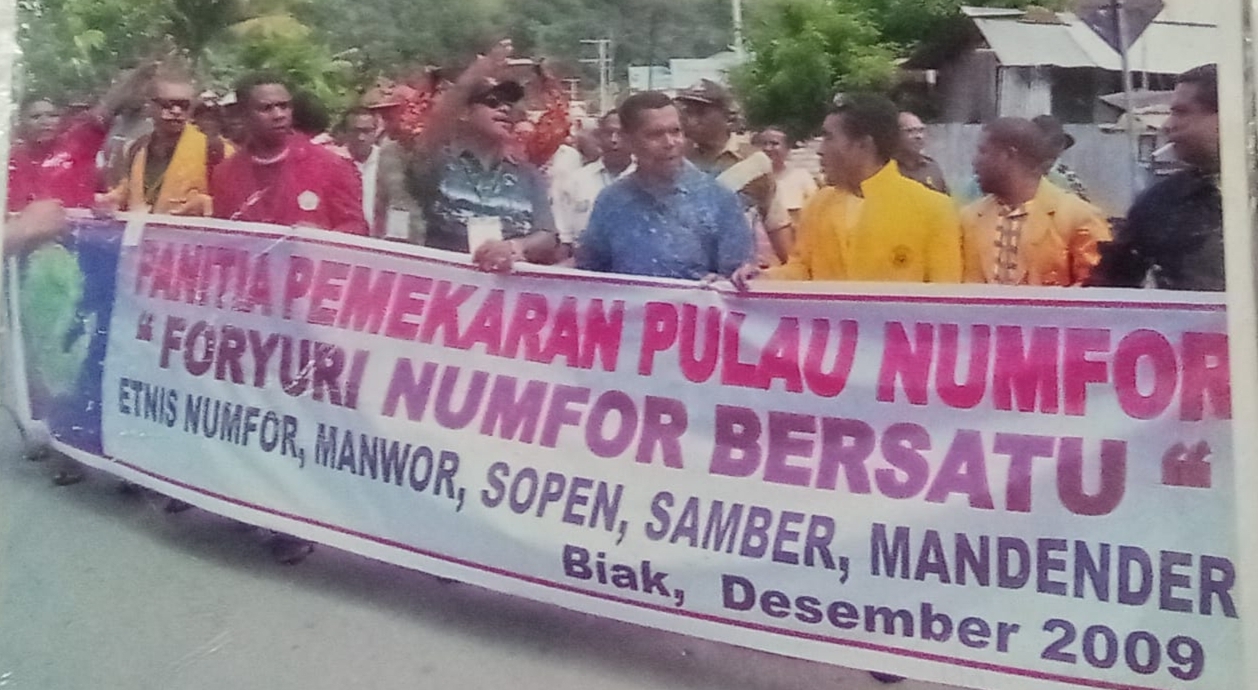 PANITIA PEMEKARAN PULAU NUMFOR
“ FORYURI NUMFOR BERSATU “
ETNIS NUMFOR, MANWOR, SOPEN, SAMBER, MANDENDER
Biak, Desember 2009